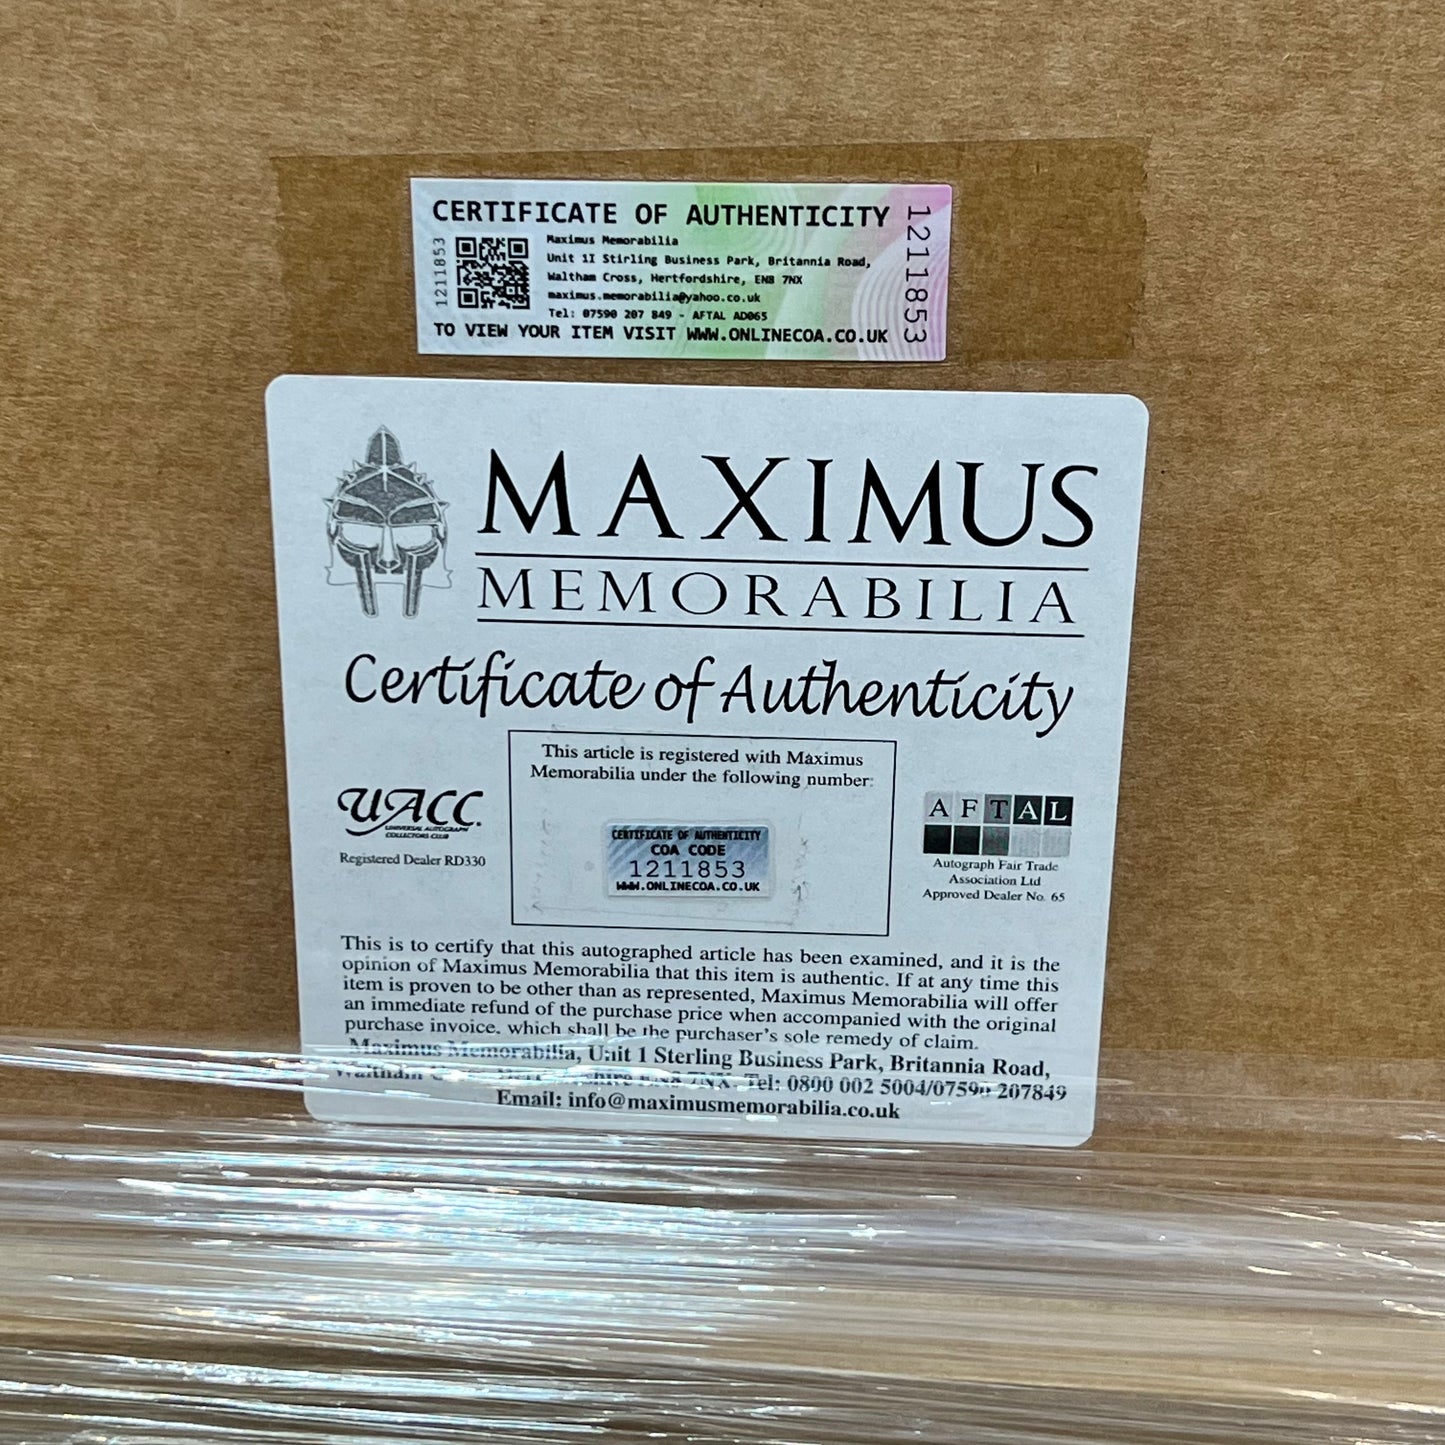 CERTIFICATE OF AUTHENTICITY
1211853
Maximus Memorabilia
Unit 1I Stirling Business Park, Britannia Road,
Waltham Cross, Hertfordshire, EN8 7NX
maximus.memorabilia@yahoo.co.uk
Tel: 07590 207 849 - AFTAL AD065
TO VIEW YOUR ITEM VISIT WWW.ONLINECOA.CO.UK
1211853
MAXIMUS
MEMORABILIA
Certificate of Authenticity
This article is registered with Maximus
Memorabilia under the following number:
UACC.
UNIVERSAL AUTOGRAPH
COLLECTORS CLUB
Registered Dealer RD330
CERTIFICATE OF AUTHENTICITY
COA CODE
1211853
WWW.ONLINECOA.CO.UK
AFTAL
Autograph Fair Trade
Association Ltd
Approved Dealer No. 65
This is to certify that this autographed article has been examined, and it is the
opinion of Maximus Memorabilia that this item is authentic. If at any time this
item is proven to be other than as represented, Maximus Memorabilia will offer
an immediate refund of the purchase price when accompanied with the original
purchase invoice, which shall be the purchaser's sole remedy of claim.
Maximus Memorabilia, Unit 1 Sterling Business Park, Britannia Road,
Waltham EN8 7NX. Tel: 0800 002 5004/07590 207849
Email: info@maximusmemorabilia.co.uk